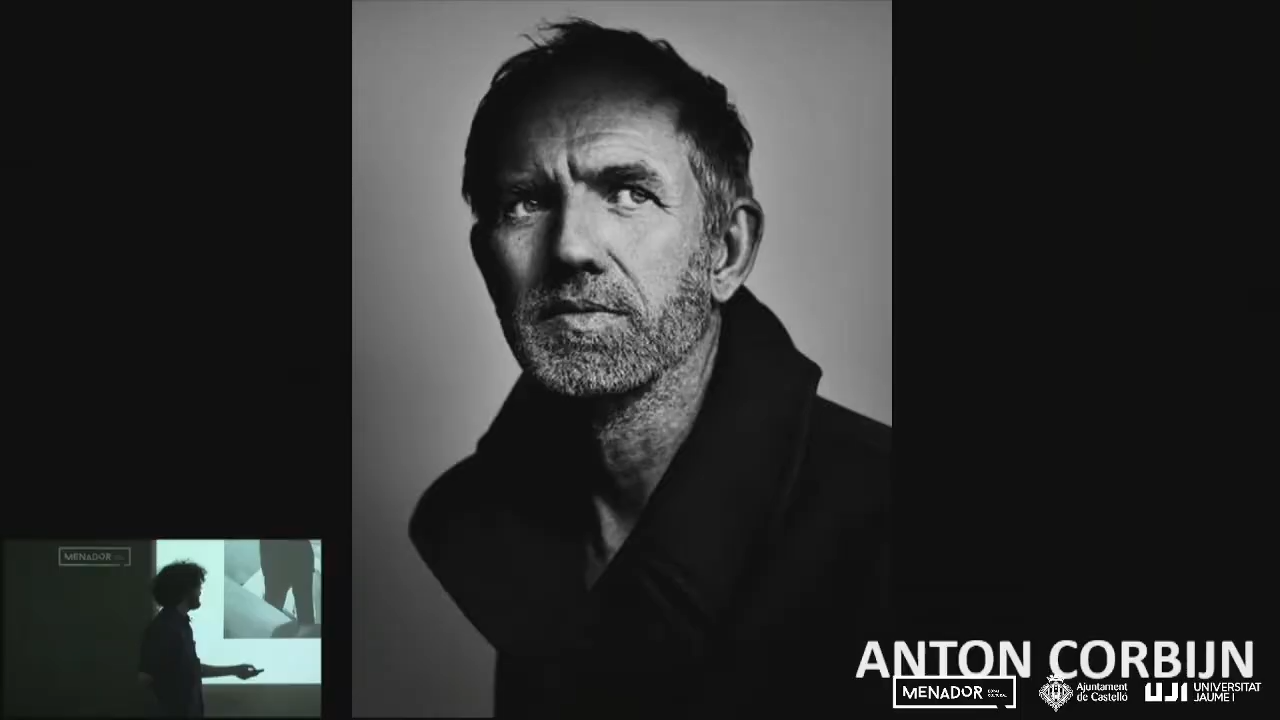 MENADOR
ANTON CORBIJN
MENADOR
Ajuntament
de Castelló
UJI
UNIVERSITAT
JAUME I